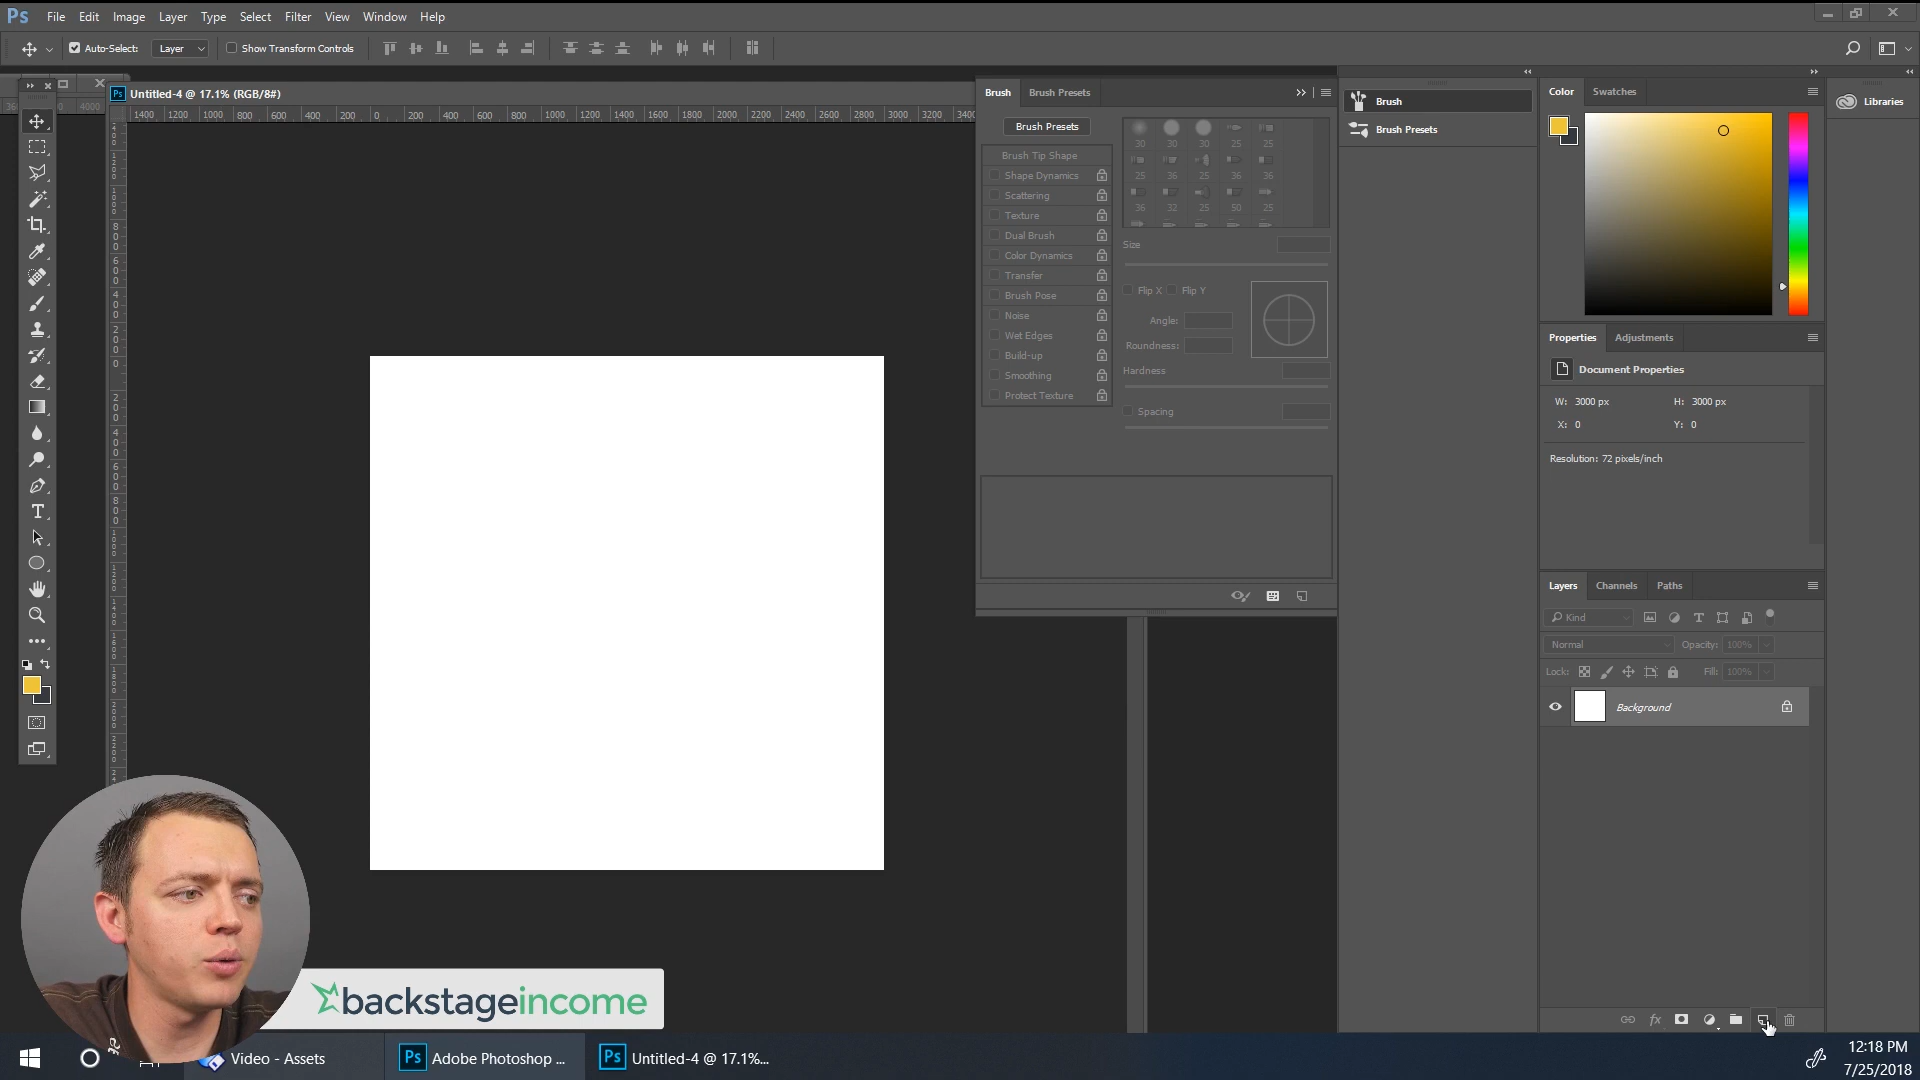 Ps File Edit Image Layer Type Select Filter View Window Help
Auto-Select: Layer Show Transform Controls
Ps Untitled-4 @ 17.1% (RGB/8#)
4000
1400 1200 1000 800 600 400 200 0 200 400 600 800 1000 1200 1400 1600 1800 2000 2200 2400 2600 2800 3000 3200
Brush Brush Presets
Brush Presets
Brush Tip Shape
Shape Dynamics
Scattering
Texture
Dual Brush
Color Dynamics
Transfer
Brush Pose
Noise
Wet Edges
Build-up
Smoothing
Protect Texture
30 30 30 25 25
25 36 25 36 36
36 32 25 50 25
Size
Flip X Flip Y
Angle:
Roundness:
Hardness
Spacing
Brush
Brush Presets
Color Swatches
Libraries
Properties Adjustments
Document Properties
W: 3000 px H: 3000 px
X: 0 Y: 0
Resolution: 72 pixels/inch
Layers Channels Paths
Kind
Normal Opacity: 100%
Lock: Fill: 100%
Background
fx
backstageincome
Video - Assets
Ps Adobe Photoshop ...
Ps Untitled-4 @ 17.1%...
12:18 PM
7/25/2018